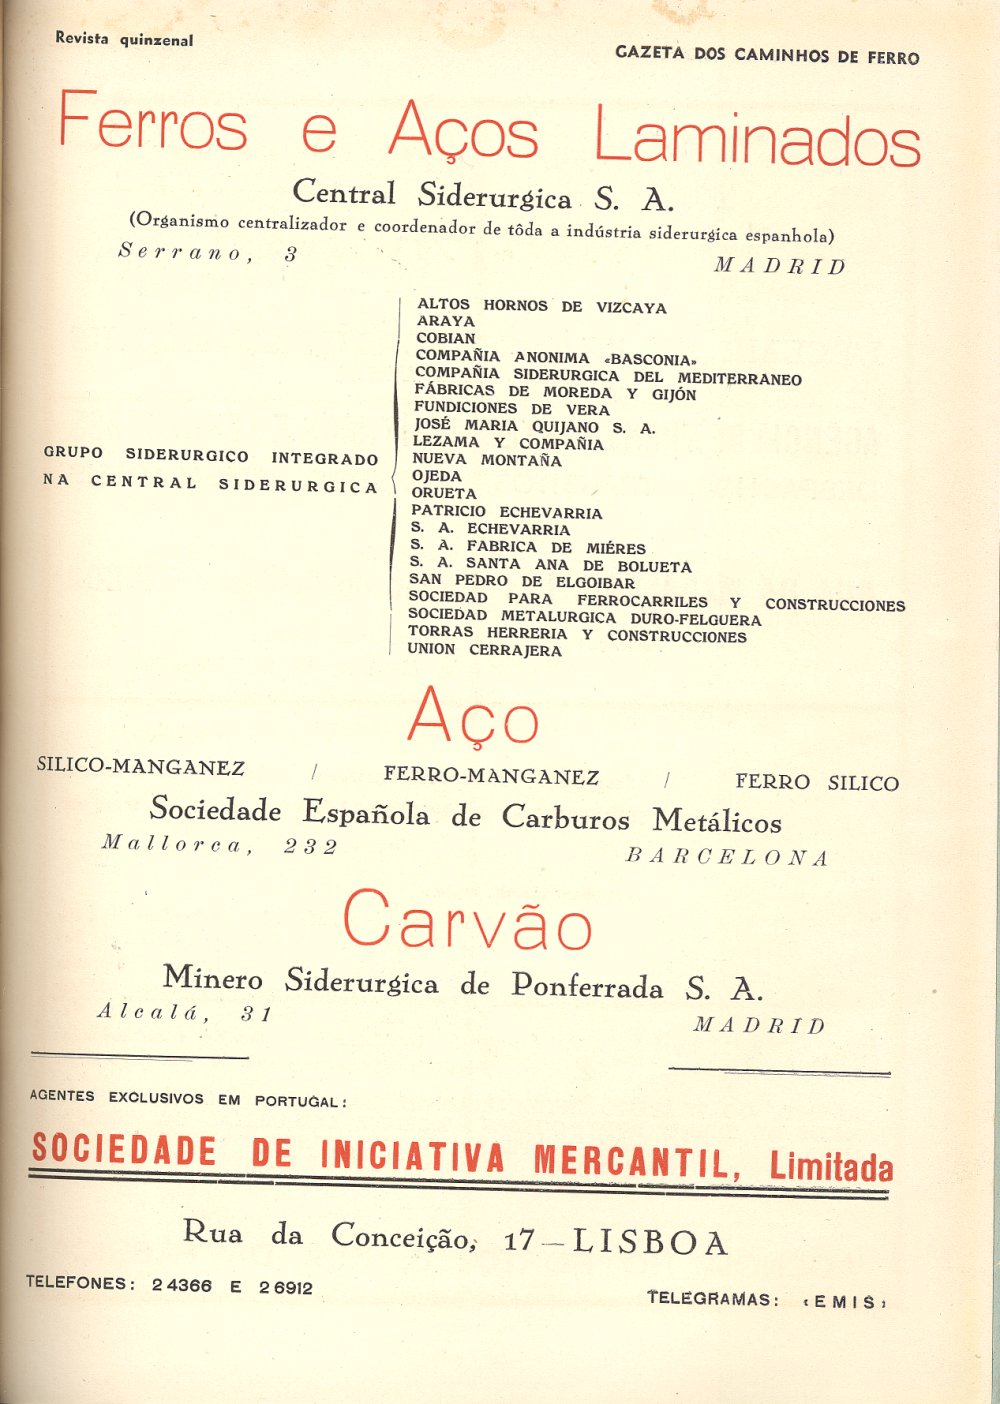 Revista quinzenal
GAZETA DOS CAMINHOS DE FERRO
Ferros e Aços Laminados
Central Siderurgica S. A.
(Organismo centralizador e coordenador de tôda a indústria siderurgica espanhola)
Serrano, 3 MADRID
GRUPO SIDERURGICO INTEGRADO
NA CENTRAL SIDERURGICA
ALTOS HORNOS DE VIZCAYA
ARAYA
COBIAN
COMPAÑIA ANONIMA «BASCONIA»
COMPAÑIA SIDERURGICA DEL MEDITERRANEO
FÁBRICAS DE MOREDA Y GIJÓN
FUNDICIONES DE VERA
JOSÉ MARIA QUIJANO S. A.
LEZAMA Y COMPAÑIA
NUEVA MONTAÑA
OJEDA
ORUETA
PATRICIO ECHEVARRIA
S. A. ECHEVARRIA
S. A. FABRICA DE MIÉRES
S. A. SANTA ANA DE BOLUETA
SAN PEDRO DE ELGOIBAR
SOCIEDAD PARA FERROCARRILES Y CONSTRUCCIONES
SOCIEDAD METALURGICA DURO-FELGUERA
TORRAS HERRERIA Y CONSTRUCCIONES
UNION CERRAJERA
Aço
SILICO-MANGANEZ / FERRO-MANGANEZ / FERRO SILICO
Sociedade Española de Carburos Metálicos
Mallorca, 232 BARCELONA
Carvão
Minero Siderurgica de Ponferrada S. A.
Alcalá, 31 MADRID
AGENTES EXCLUSIVOS EM PORTUGAL:
SOCIEDADE DE INICIATIVA MERCANTIL, Limitada
Rua da Conceição, 17 — LISBOA
TELEFONES: 2 4366 E 2 6912
TELEGRAMAS: ‹EMIS›